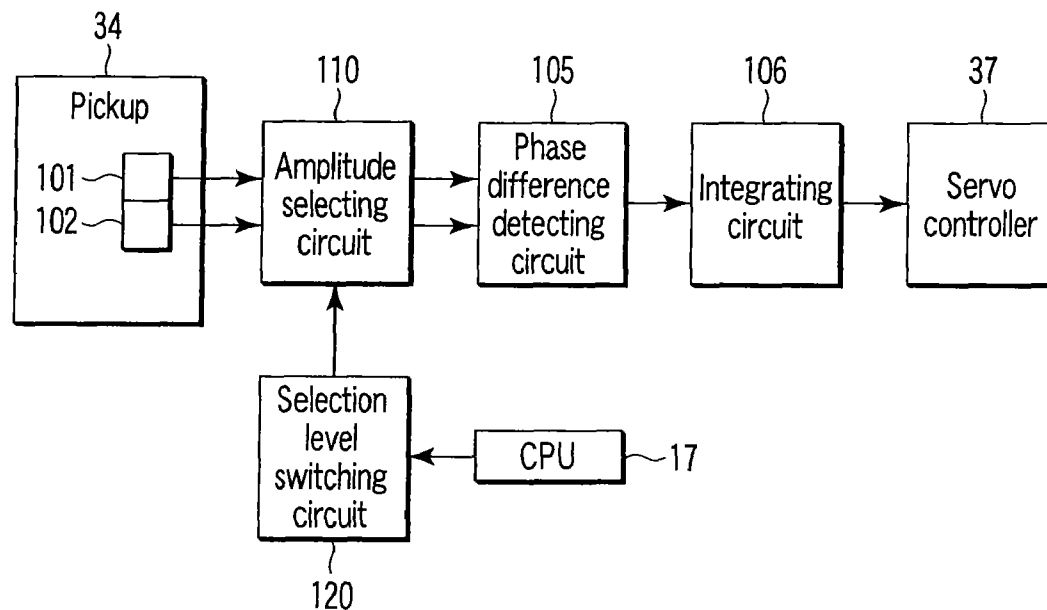 34
Pickup
101
102
110
Amplitude
selecting
circuit
105
Phase
difference
detecting
circuit
106
Integrating
circuit
37
Servo
controller
Selection
level
switching
circuit
120
CPU
17